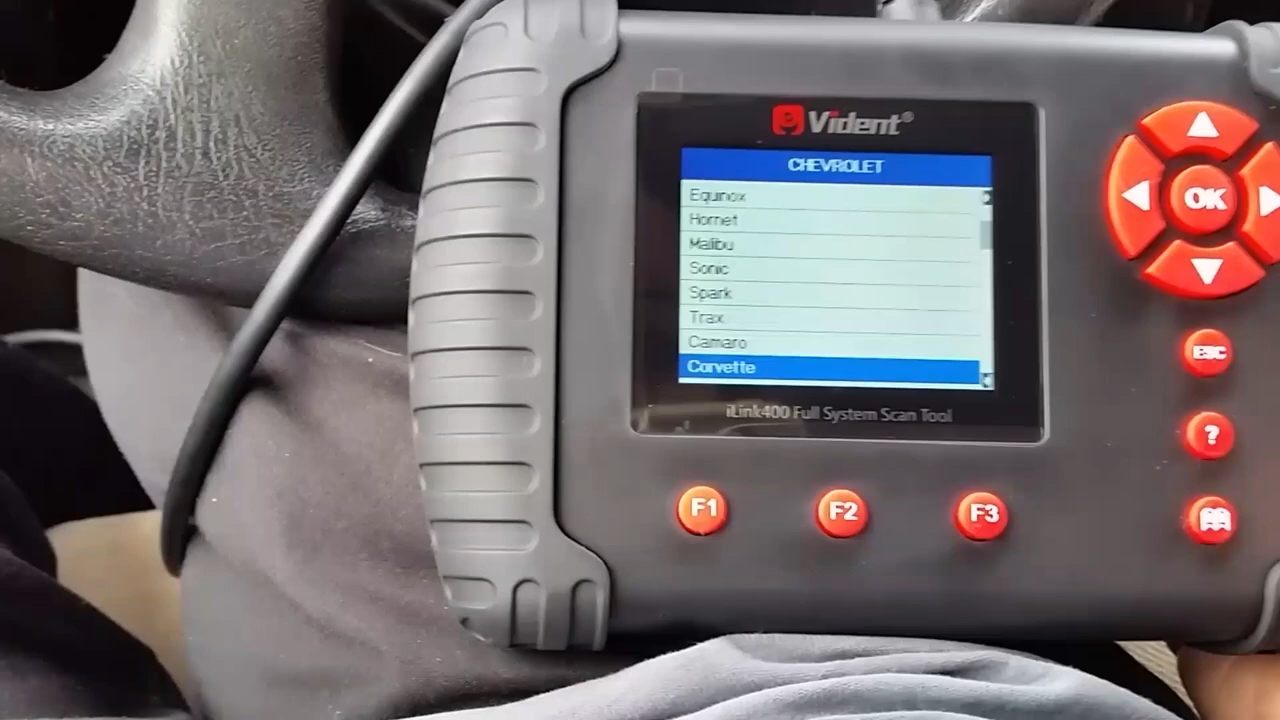 Vident®
CHEVROLET
Equinox
Hornet
Malibu
Sonic
Spark
Trax
Camaro
Corvette
iLink400 Full System Scan Tool
OK
ESC
?
F1 F2 F3